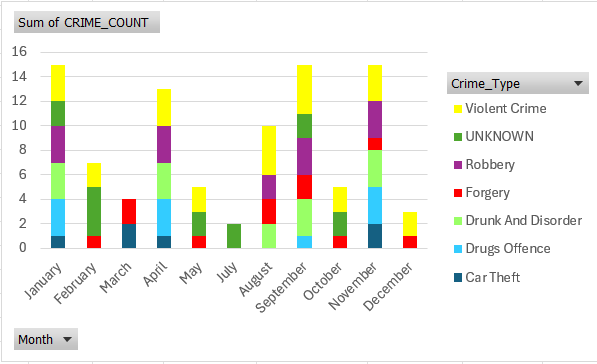 Sum of CRIME_COUNT
16
14
12
10
8
6
4
2
0
January
February
March
April
May
July
August
September
October
November
December
Crime_Type
Violent Crime
UNKNOWN
Robbery
Forgery
Drunk And Disorder
Drugs Offence
Car Theft
Month